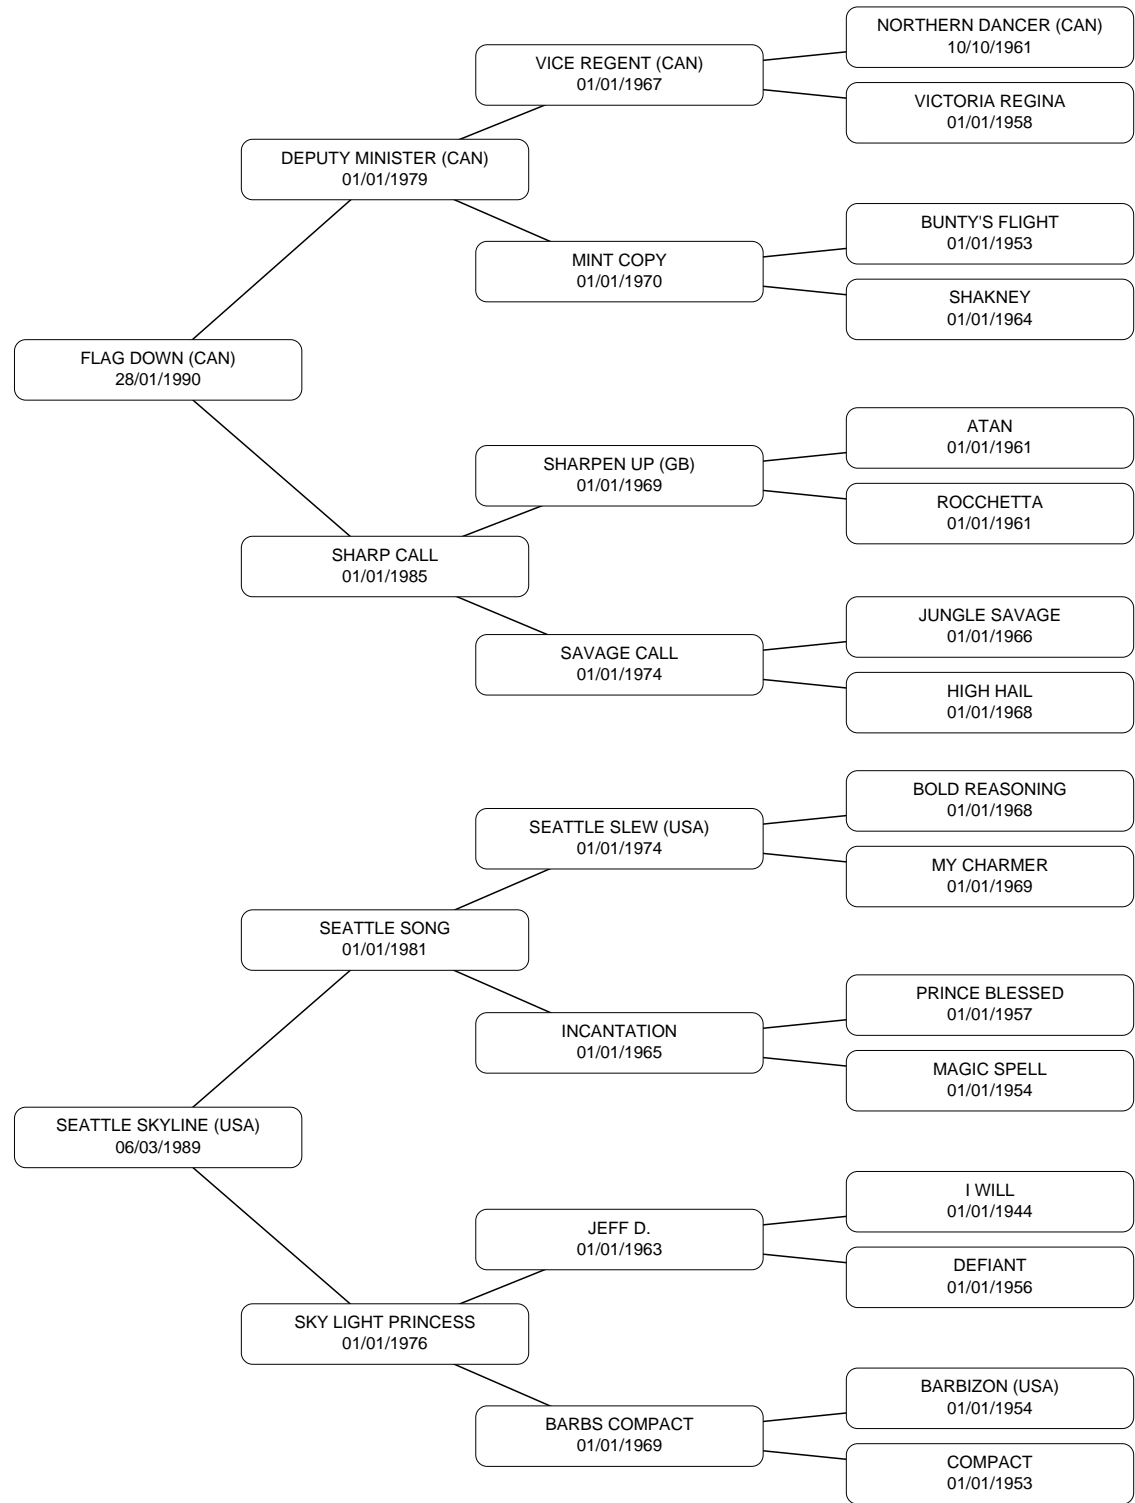 NORTHERN DANCER (CAN)
10/10/1961
VICE REGENT (CAN)
01/01/1967
VICTORIA REGINA
01/01/1958
DEPUTY MINISTER (CAN)
01/01/1979
BUNTY'S FLIGHT
01/01/1953
MINT COPY
01/01/1970
SHAKNEY
01/01/1964
FLAG DOWN (CAN)
28/01/1990
ATAN
01/01/1961
SHARPEN UP (GB)
01/01/1969
ROCCHETTA
01/01/1961
SHARP CALL
01/01/1985
JUNGLE SAVAGE
01/01/1966
SAVAGE CALL
01/01/1974
HIGH HAIL
01/01/1968
BOLD REASONING
01/01/1968
SEATTLE SLEW (USA)
01/01/1974
MY CHARMER
01/01/1969
SEATTLE SONG
01/01/1981
PRINCE BLESSED
01/01/1957
INCANTATION
01/01/1965
MAGIC SPELL
01/01/1954
SEATTLE SKYLINE (USA)
06/03/1989
I WILL
01/01/1944
JEFF D.
01/01/1963
DEFIANT
01/01/1956
SKY LIGHT PRINCESS
01/01/1976
BARBIZON (USA)
01/01/1954
BARBS COMPACT
01/01/1969
COMPACT
01/01/1953